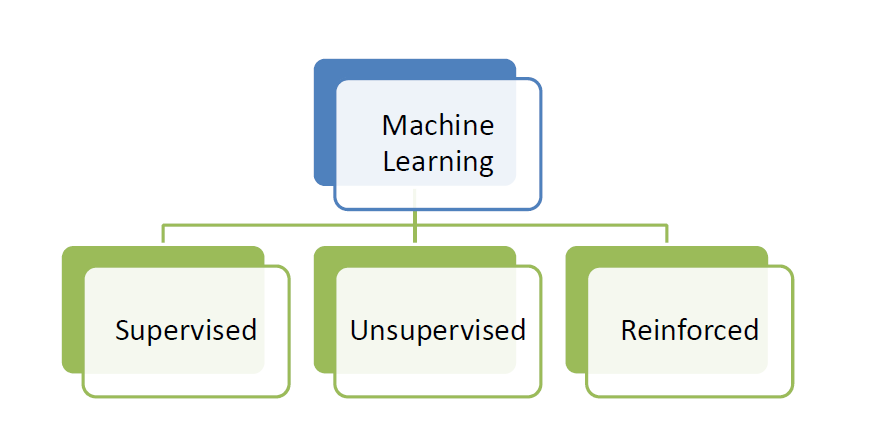 Machine
Learning
Supervised
Unsupervised
Reinforced